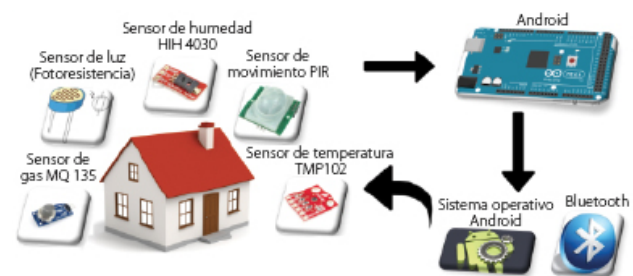 Sensor de humedad
HIH 4030
Sensor de luz
(Fotoresistencia)
Sensor de
movimiento PIR
Android
Sensor de
gas MQ 135
Sensor de temperatura
TMP102
Sistema operativo
Android
Bluetooth